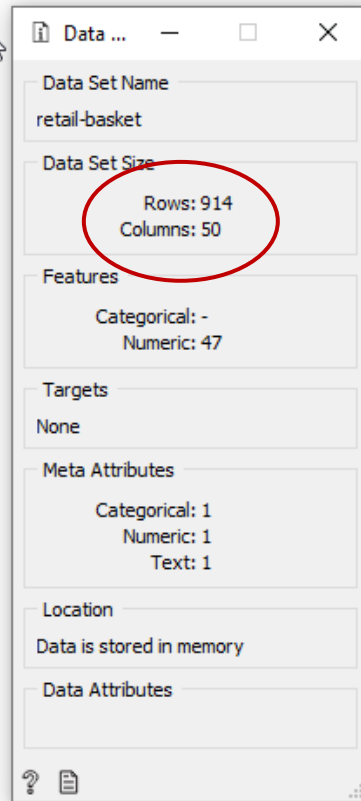 Data ...
Data Set Name
retail-basket
Data Set Size
Rows: 914
Columns: 50
Features
Categorical: -
Numeric: 47
Targets
None
Meta Attributes
Categorical: 1
Numeric: 1
Text: 1
Location
Data is stored in memory
Data Attributes
?